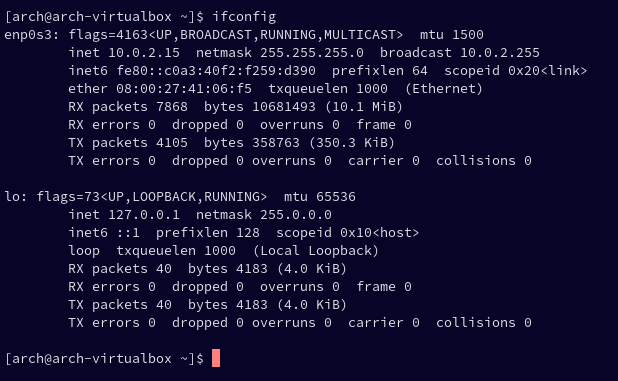 [arch@arch-virtualbox ~]$ ifconfig
enp0s3: flags=4163<UP,BROADCAST,RUNNING,MULTICAST>  mtu 1500
        inet 10.0.2.15  netmask 255.255.255.0  broadcast 10.0.2.255
        inet6 fe80::c0a3:40f2:f259:d390  prefixlen 64  scopeid 0x20<link>
        ether 08:00:27:41:06:f5  txqueuelen 1000  (Ethernet)
        RX packets 7868  bytes 10681493 (10.1 MiB)
        RX errors 0  dropped 0  overruns 0  frame 0
        TX packets 4105  bytes 358763 (350.3 KiB)
        TX errors 0  dropped 0 overruns 0  carrier 0  collisions 0

lo: flags=73<UP,LOOPBACK,RUNNING>  mtu 65536
        inet 127.0.0.1  netmask 255.0.0.0
        inet6 ::1  prefixlen 128  scopeid 0x10<host>
        loop  txqueuelen 1000  (Local Loopback)
        RX packets 40  bytes 4183 (4.0 KiB)
        RX errors 0  dropped 0  overruns 0  frame 0
        TX packets 40  bytes 4183 (4.0 KiB)
        TX errors 0  dropped 0 overruns 0  carrier 0  collisions 0

[arch@arch-virtualbox ~]$